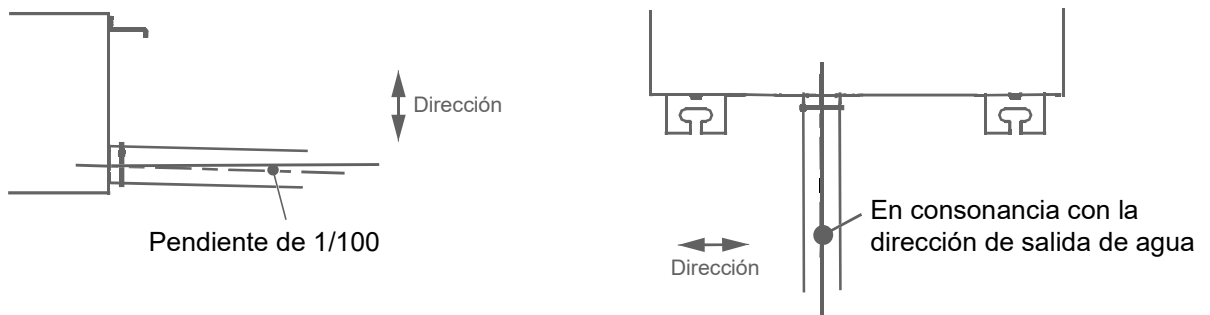 Dirección
Pendiente de 1/100
En consonancia con la
dirección de salida de agua
Dirección